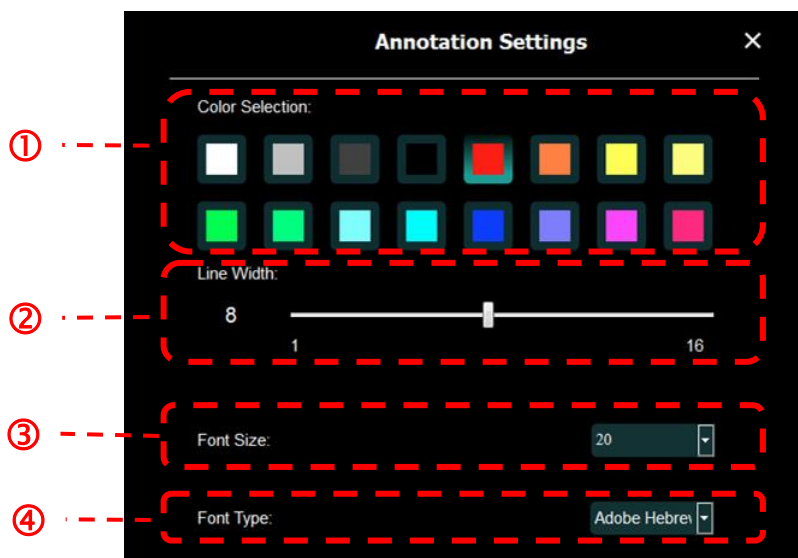 Annotation Settings ×
Color Selection:
①
Line Width:
8
②
1 16
③ Font Size: 20
④ Font Type: Adobe Hebrev